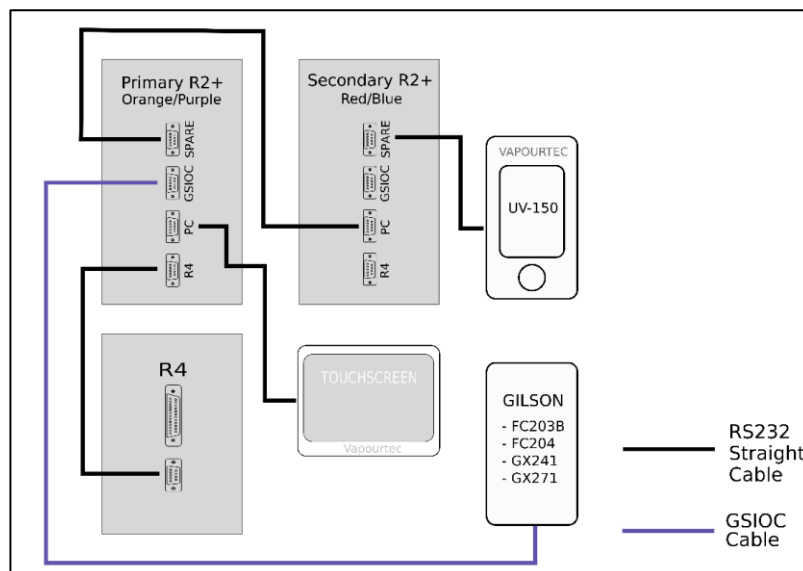 Primary R2+
Orange/Purple
SPARE
GSIOC
PC
R4
Secondary R2+
Red/Blue
SPARE
GSIOC
PC
R4
VAPOURTEC
UV-150
R4
TOUCHSCREEN
Vapourtec
GILSON
- FC203B
- FC204
- GX241
- GX271
RS232
Straight
Cable
GSIOC
Cable